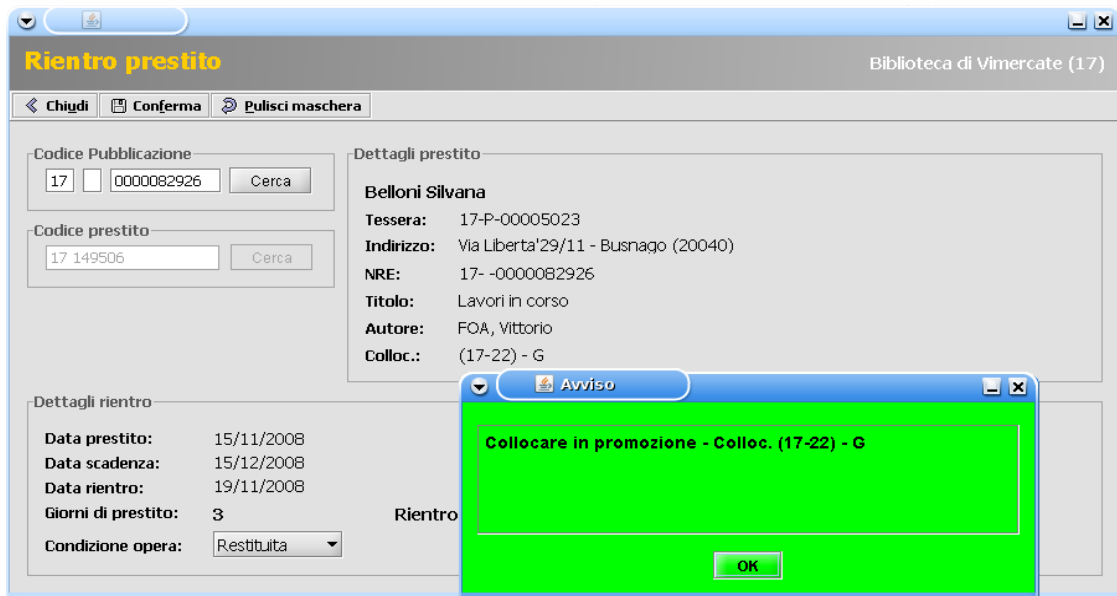 Rientro prestito
Biblioteca di Vimercate (17)
Chiudi
Conferma
Pulisci maschera
Codice Pubblicazione
17 0000082926 Cerca
Codice prestito
17 149506 Cerca
Dettagli prestito
Belloni Silvana
Tessera: 17-P-00005023
Indirizzo: Via Liberta'29/11 - Busnago (20040)
NRE: 17- -0000082926
Titolo: Lavori in corso
Autore: FOA, Vittorio
Colloc.: (17-22) - G
Dettagli rientro
Data prestito: 15/11/2008
Data scadenza: 15/12/2008
Data rientro: 19/11/2008
Giorni di prestito: 3 Rientro
Condizione opera: Restituita
Avviso
Collocare in promozione - Colloc. (17-22) - G
OK